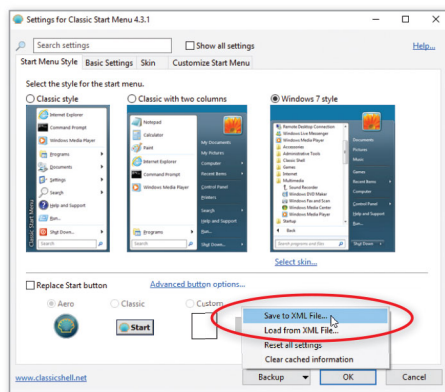 Settings for Classic Start Menu 4.3.1
Search settings
Show all settings
Help...
Start Menu Style Basic Settings Skin Customize Start Menu
Select the style for the start menu.
Classic style
Classic with two columns
Windows 7 style
Internet Explorer
Command Prompt
Windows Media Player
Programs
Documents
Settings
Search
Help and Support
Run...
Shut Down...
Search
Classic Start Menu
Notepad
Calculator
Paint
Internet Explorer
Command Prompt
Windows Media Player
Programs
Search
My Documents
My Pictures
Computer
Recent Items
Control Panel
Printers
Search
Help and Support
Run...
Shut Down...
Remote Desktop Connection
Windows Live Messenger
Windows Media Player
Accessories
Administrative Tools
Classic Shell
Games
Internet
Multimedia
Sound Recorder
Windows DVD Maker
Windows Fax and Scan
Windows Media Center
Windows Media Player
Startup
Back
Search programs and files
Documents
Pictures
Music
Games
Recent Items
Computer
Control Panel
Help and Support
Run...
Shut Down
Select skin...
Replace Start button
Advanced button options...
Aero
Classic
Custom
Start
Save to XML File...
Load from XML File...
Reset all settings
Clear cached information
www.classicshell.net
Backup
OK
Cancel